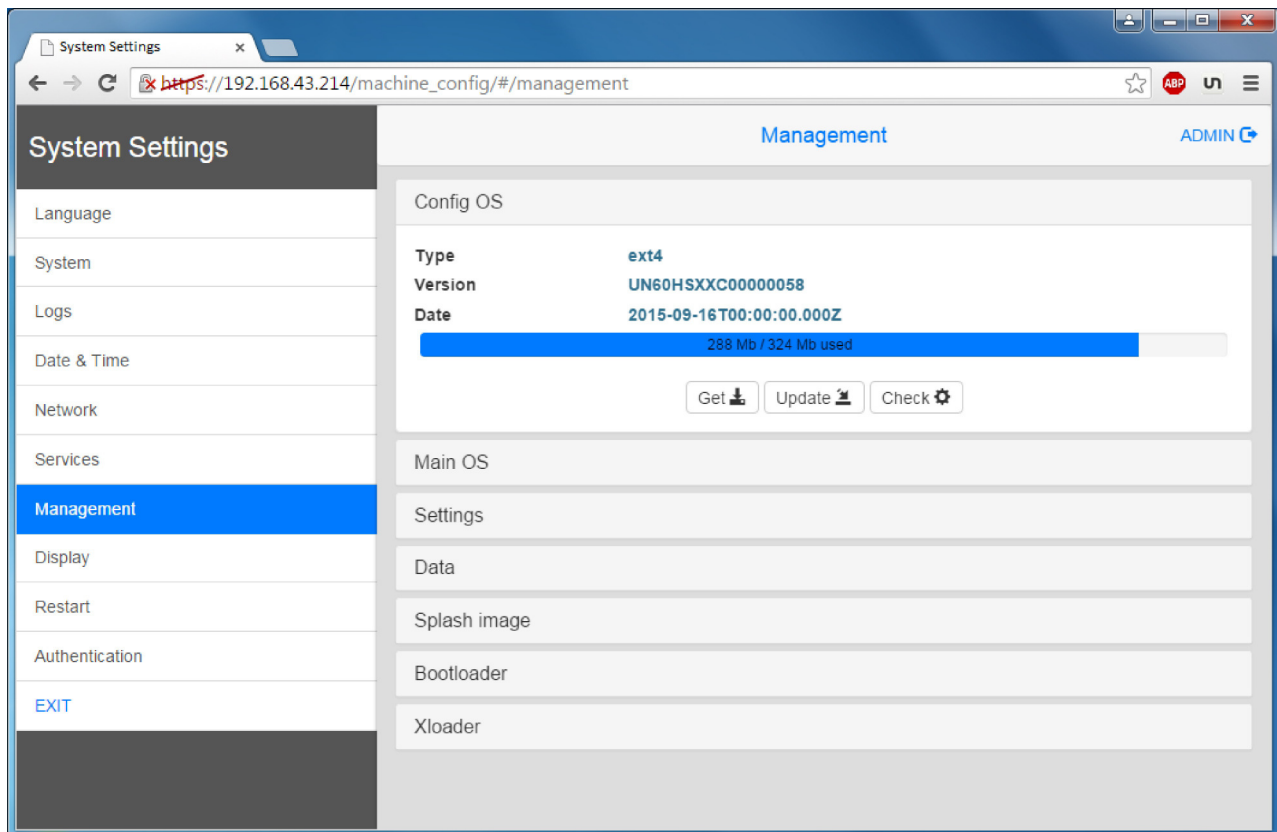 System Settings
https://192.168.43.214/machine_config/#/management
ABP
un
System Settings
Management
ADMIN
Language
System
Logs
Date & Time
Network
Services
Management
Display
Restart
Authentication
EXIT
Config OS
Type ext4
Version UN60HSXXC00000058
Date 2015-09-16T00:00:00.000Z
288 Mb / 324 Mb used
Get Update Check
Main OS
Settings
Data
Splash image
Bootloader
Xloader